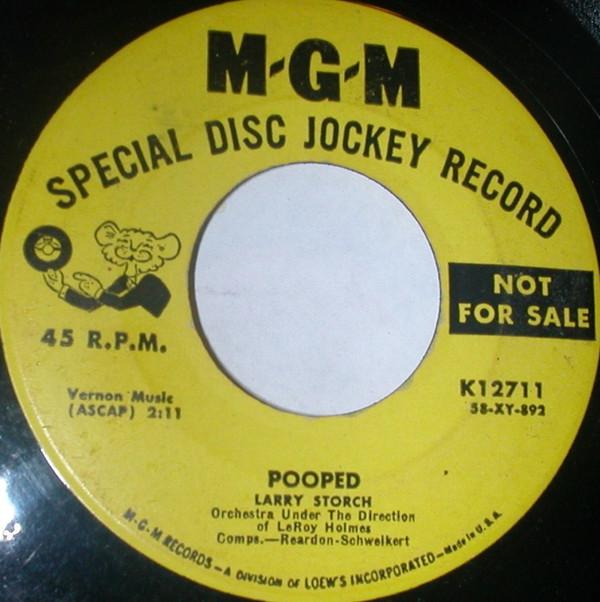 M-G-M
SPECIAL DISC JOCKEY RECORD
NOT
FOR SALE
45 R.P.M.
Vernon Music
(ASCAP) 2:11
K12711
58-XY-892
POOPED
LARRY STORCH
Orchestra Under The Direction
of LeRoy Holmes
Comps.—Reardon-Schweikert
M-G-M RECORDS—A DIVISION OF LOEW'S INCORPORATED—Made in U.S.A.